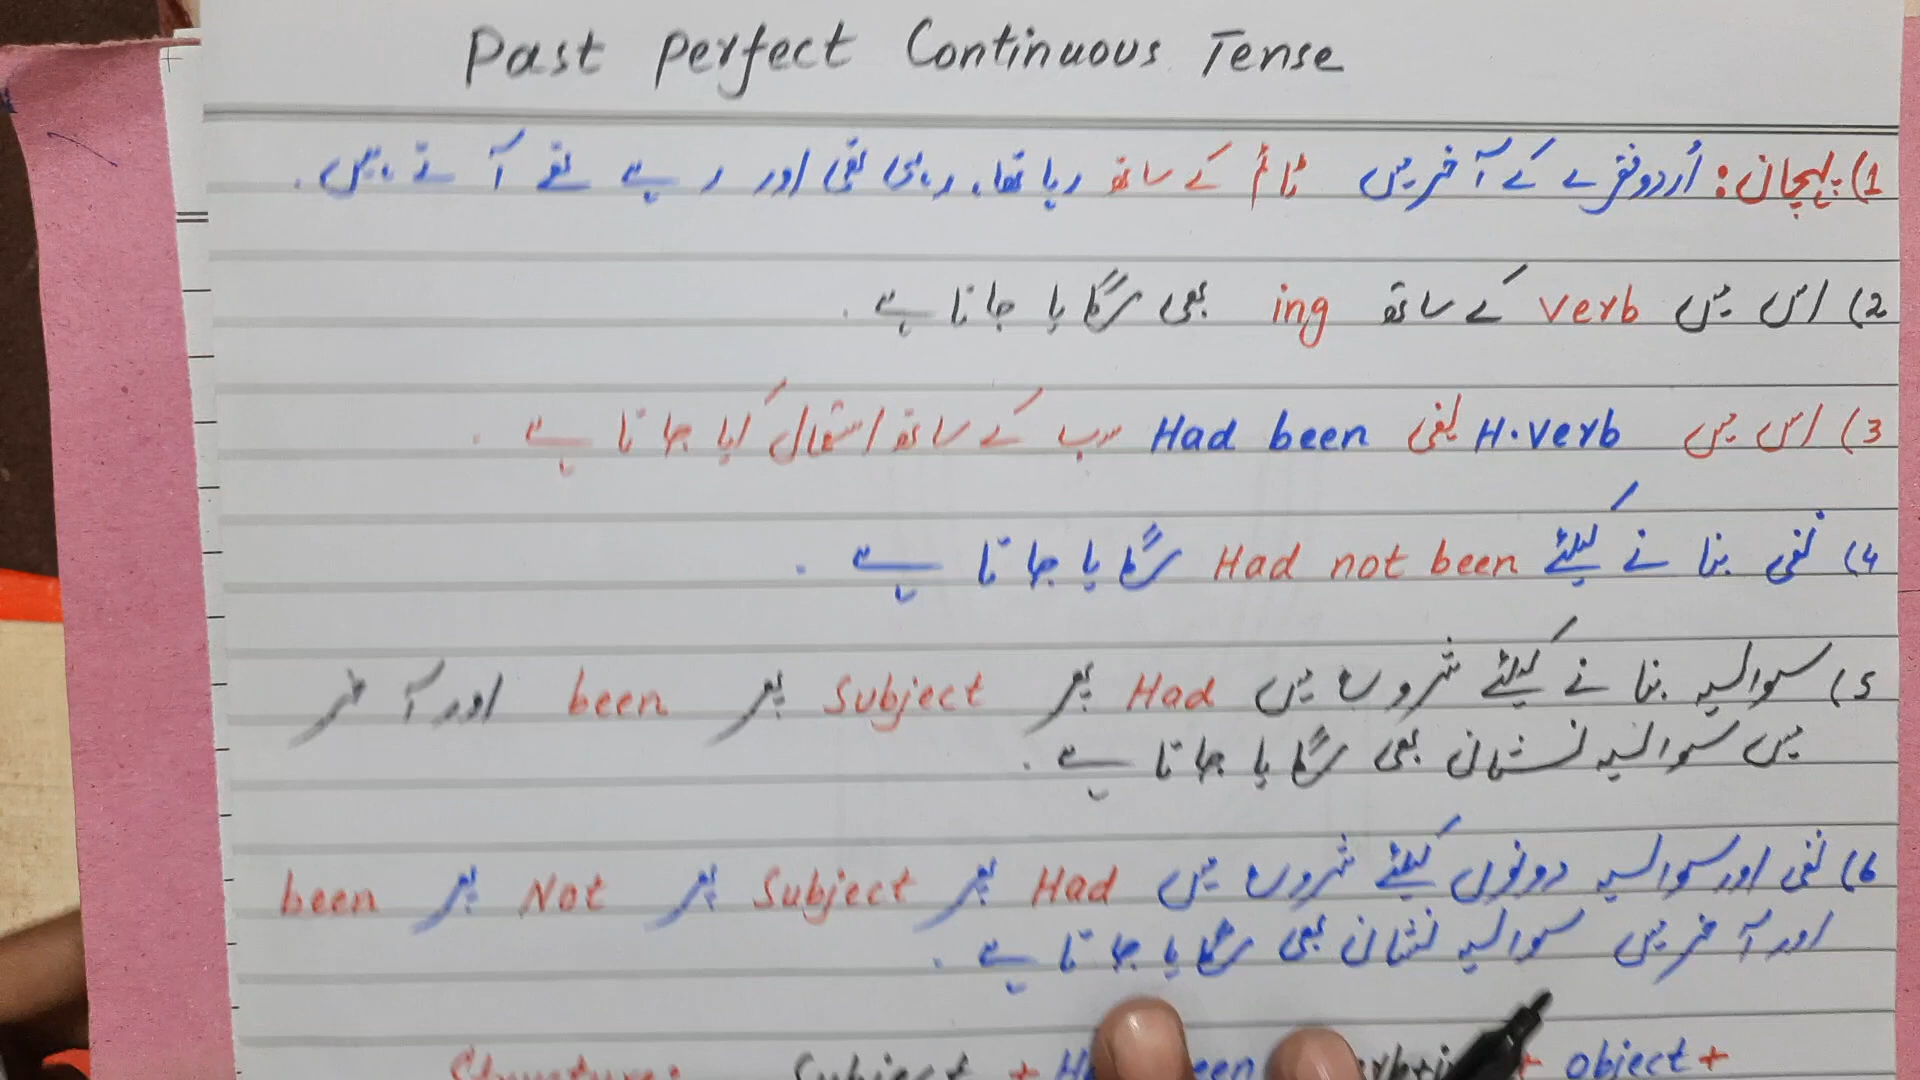 Past Perfect Continuous Tense
1) پہچان: اُردو فقرے کے آخر میں ٹائم کے ساتھ رہا تھا، رہی تھی اور رہے تھے آتے ہیں۔
2) اس میں verb کے ساتھ ing بھی لگایا جاتا ہے۔
3) اس میں H.verb یعنی Had been سب کے ساتھ استعمال کیا جاتا ہے۔
4) نفی بنانے کیلئے Had not been لگایا جاتا ہے۔
5) سوالیہ بنانے کیلئے شروع میں Had پھر Subject پھر been اور آخر
میں سوالیہ نشان بھی لگایا جاتا ہے۔
6) نفی اور سوالیہ دونوں کیلئے شروع میں Had پھر Subject پھر Not پھر been
اور آخر میں سوالیہ نشان بھی لگایا جاتا ہے۔
Structure: Subject + + object +